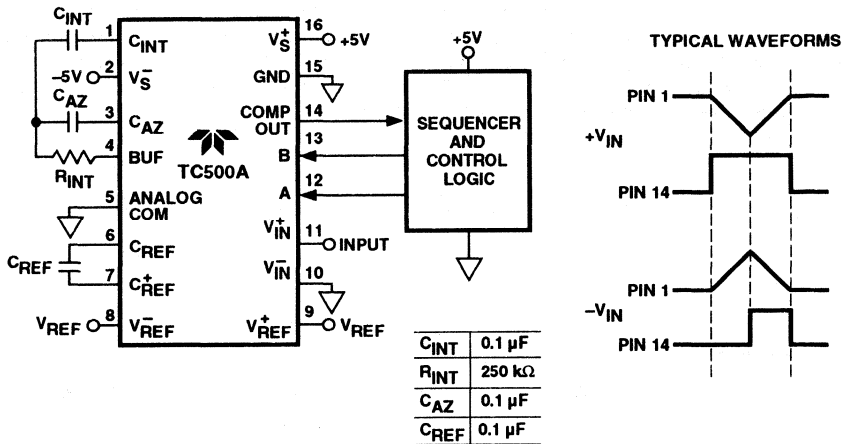 CINT
1
CINT
–5V
2
VS–
CAZ
3
CAZ
4
BUF
RINT
5
ANALOG
COM
6
CREF
CREF
7
C+REF
VREF
8
V–REF
TC500A
16
VS+
+5V
15
GND
COMP
OUT
14
13
B
12
A
V+IN
11
INPUT
V–IN
10
V+REF
9
VREF
+5V
SEQUENCER
AND
CONTROL
LOGIC
CINT 0.1 µF
RINT 250 kΩ
CAZ 0.1 µF
CREF 0.1 µF
TYPICAL WAVEFORMS
PIN 1
+VIN
PIN 14
PIN 1
–VIN
PIN 14